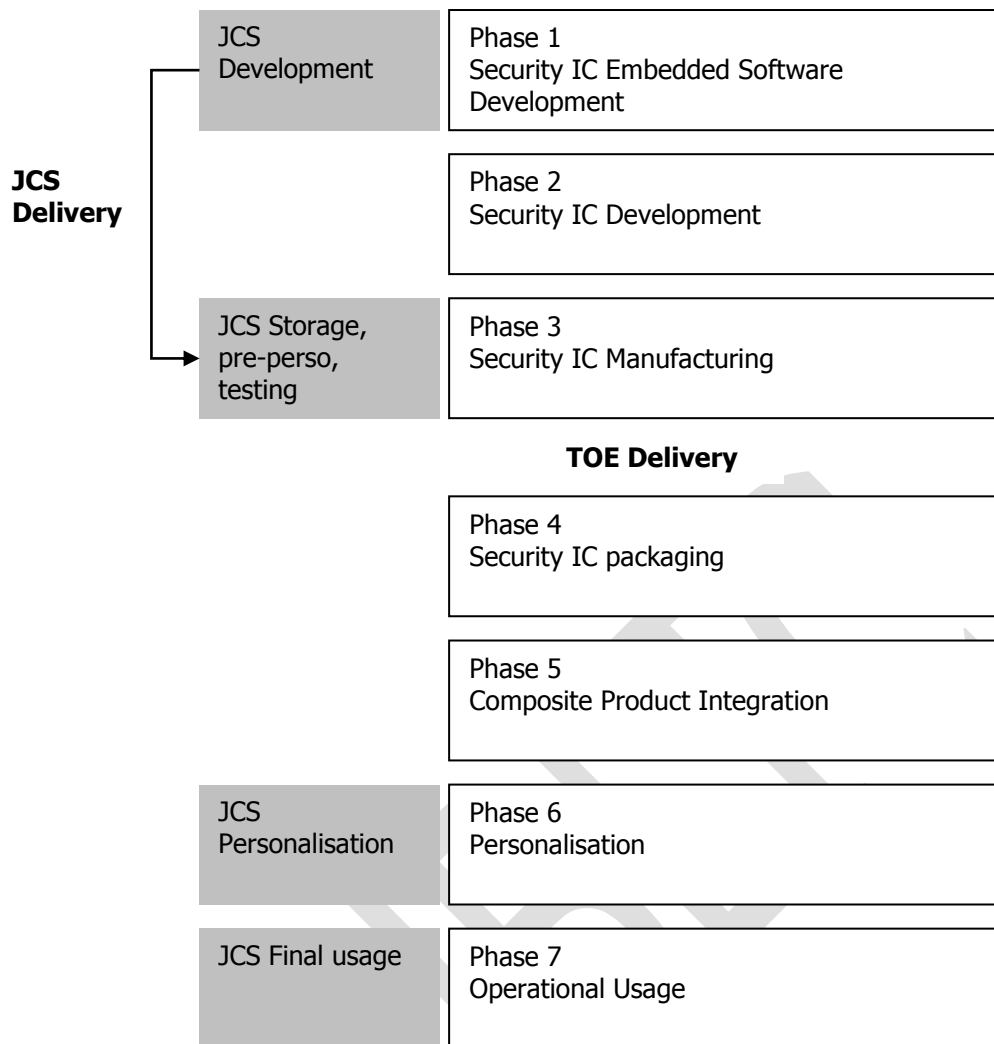 JCS
Development
Phase 1
Security IC Embedded Software
Development
JCS
Delivery
Phase 2
Security IC Development
JCS Storage,
pre-perso,
testing
Phase 3
Security IC Manufacturing
TOE Delivery
Phase 4
Security IC packaging
Phase 5
Composite Product Integration
JCS
Personalisation
Phase 6
Personalisation
JCS Final usage
Phase 7
Operational Usage